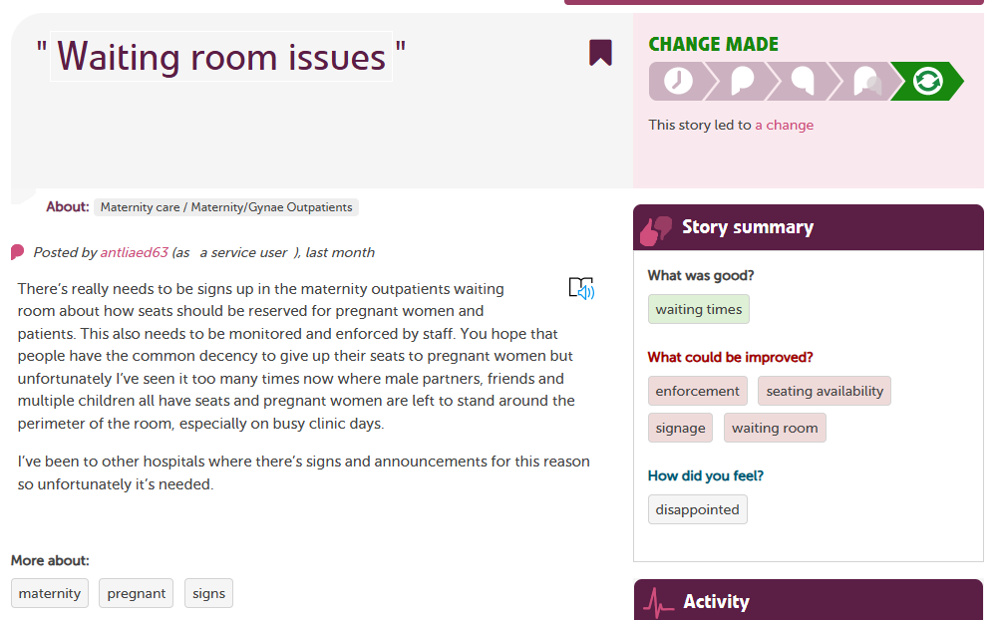 " Waiting room issues "
CHANGE MADE
This story led to a change
About: Maternity care / Maternity/Gynae Outpatients
Posted by antliaed63 (as a service user ), last month
There’s really needs to be signs up in the maternity outpatients waiting
room about how seats should be reserved for pregnant women and
patients. This also needs to be monitored and enforced by staff. You hope that
people have the common decency to give up their seats to pregnant women but
unfortunately I’ve seen it too many times now where male partners, friends and
multiple children all have seats and pregnant women are left to stand around the
perimeter of the room, especially on busy clinic days.
I’ve been to other hospitals where there’s signs and announcements for this reason
so unfortunately it’s needed.
More about:
maternity pregnant signs
Story summary
What was good?
waiting times
What could be improved?
enforcement seating availability
signage waiting room
How did you feel?
disappointed
Activity